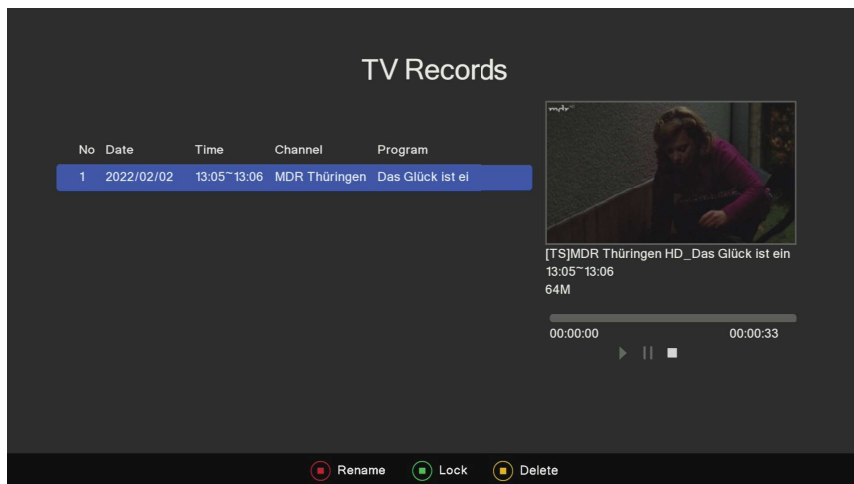 TV Records
No Date Time Channel Program
1 2022/02/02 13:05~13:06 MDR Thüringen Das Glück ist ei
mdr
[TS]MDR Thüringen HD_Das Glück ist ein
13:05~13:06
64M
00:00:00 00:00:33
Rename Lock Delete